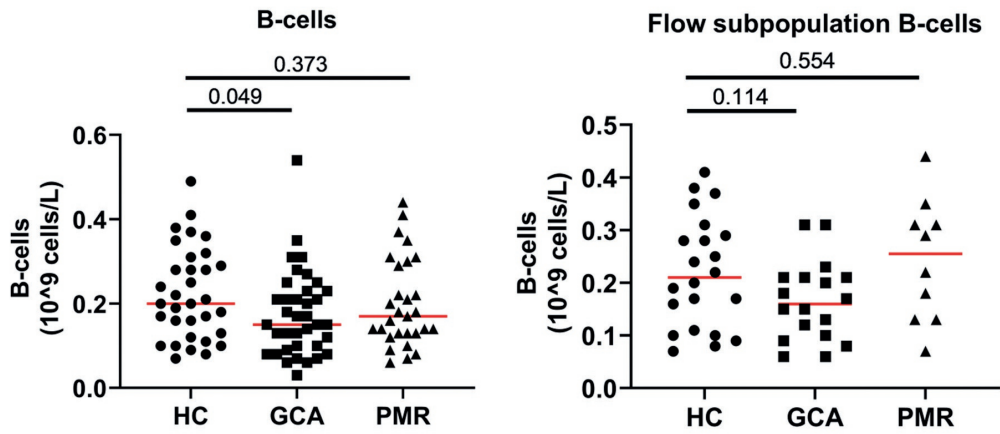 B-cells
0.373
0.049
B-cells
(10^9 cells/L)
0.6
0.4
0.2
0.0
HC
GCA
PMR
Flow subpopulation B-cells
0.554
0.114
B-cells
(10^9 cells/L)
0.5
0.4
0.3
0.2
0.1
0.0
HC
GCA
PMR